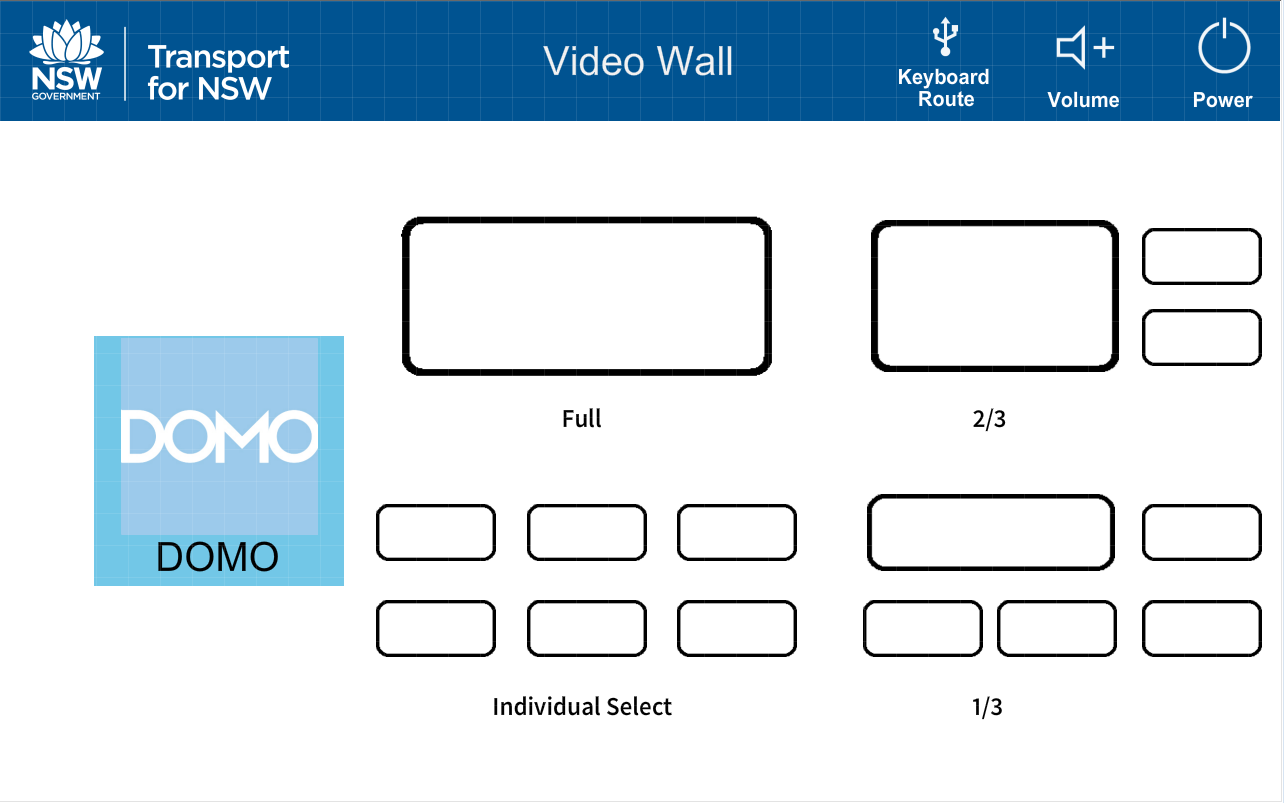 NSW
GOVERNMENT
Transport
for NSW
Video Wall
Keyboard
Route
Volume
Power
DOMO
DOMO
Full
2/3
Individual Select
1/3